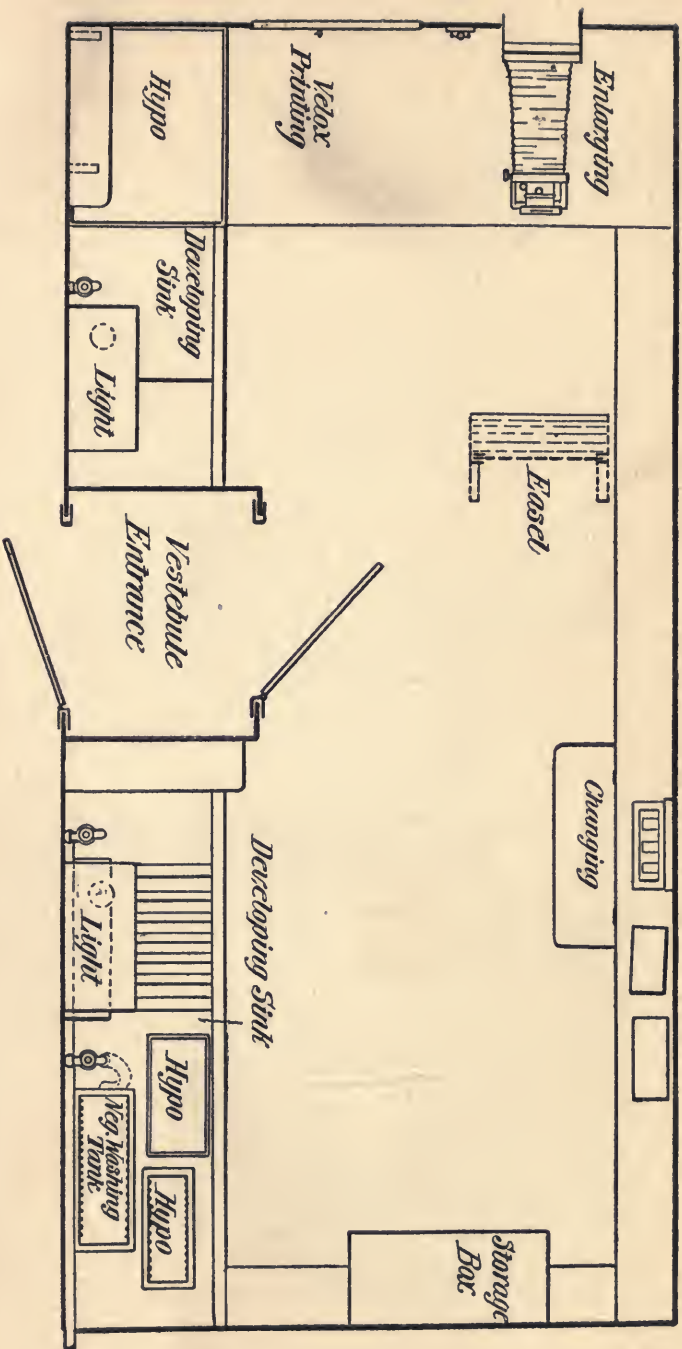 Enlarging
Velox
Printing
Hypo
Developing
Sink
Light
Easel
Vestebule
Entrance
Changing
Developing Sink
Light
Hypo
Neg. Washing
Tank
Hypo
Storage
Box